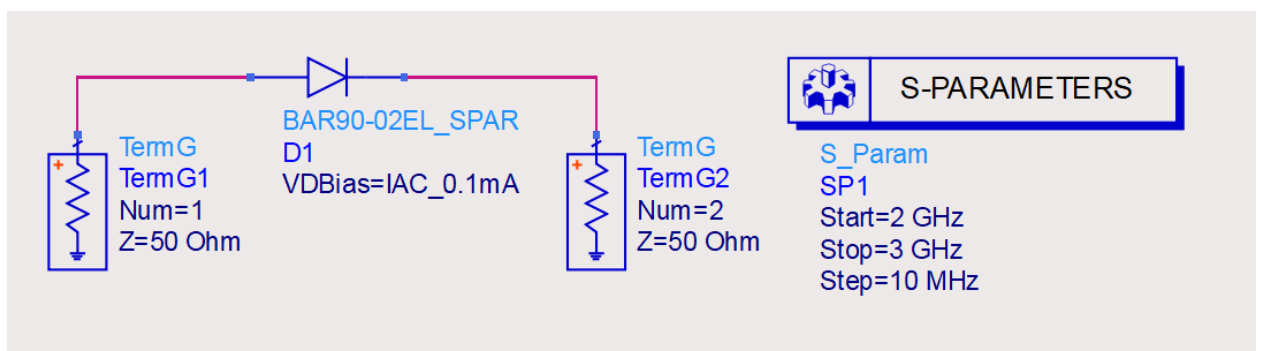 S-PARAMETERS
BAR90-02EL_SPAR
D1
VDBias=IAC_0.1mA
+
TermG
TermG1
Num=1
Z=50 Ohm
+
TermG
TermG2
Num=2
Z=50 Ohm
S_Param
SP1
Start=2 GHz
Stop=3 GHz
Step=10 MHz